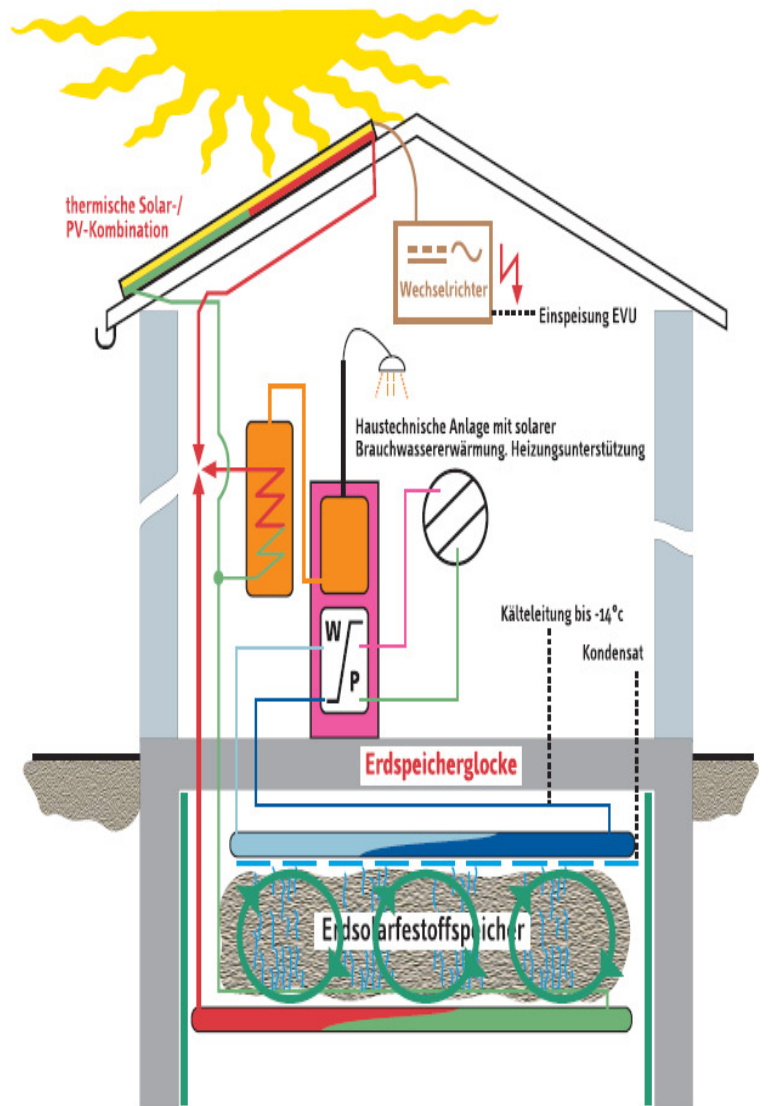 thermische Solar-/
PV-Kombination
Wechselrichter
Einspeisung EVU
Haustechnische Anlage mit solarer
Brauchwassererwärmung. Heizungsunterstützung
Kälteleitung bis -14°c
Kondensat
W
P
Erdspeicherglocke
Erdsolarfestoffspeicher